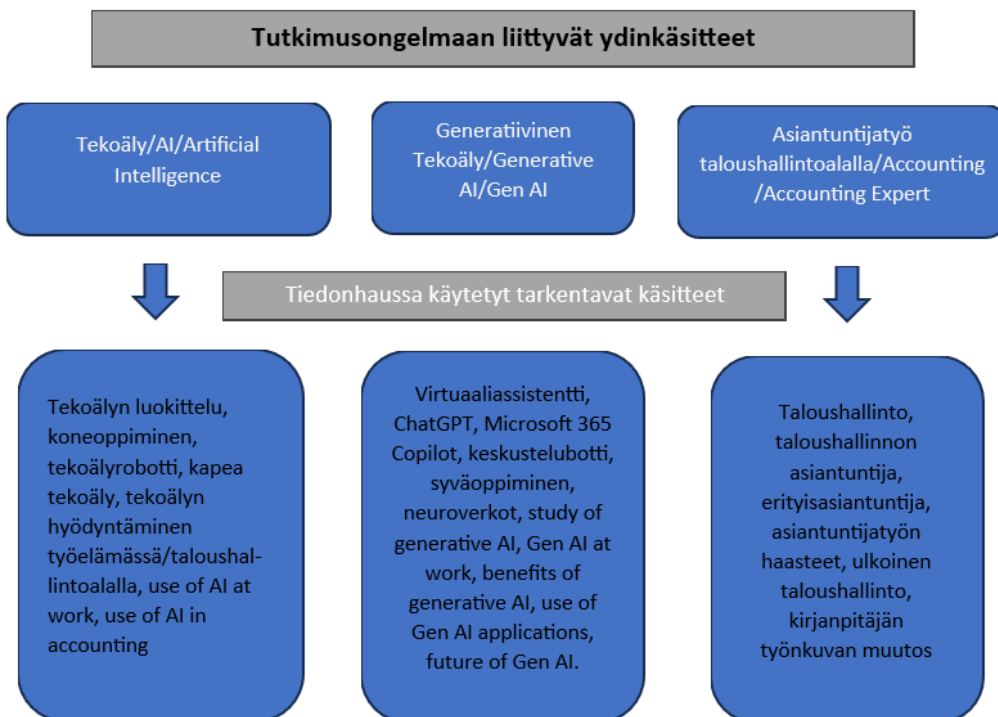 Tutkimusongelmaan liittyvät ydinkäsitteet
Tekoäly/AI/Artificial
Intelligence
Generatiivinen
Tekoäly/Generative
AI/Gen AI
Asiantuntijatyö
taloushallintoalalla/Accounting
/Accounting Expert
Tiedonhaussa käytetyt tarkentavat käsitteet
Tekoälyn luokittelu,
koneoppiminen,
tekoälyrobotti, kapea
tekoäly, tekoälyn
hyödyntäminen
työelämässä/taloushal-
lintoalalla, use of AI at
work, use of AI in
accounting
Virtuaaliassistentti,
ChatGPT, Microsoft 365
Copilot, keskustelubotti,
syväoppiminen,
neuroverkot, study of
generative AI, Gen AI at
work, benefits of
generative AI, use of
Gen AI applications,
future of Gen AI.
Taloushallinto,
taloushallinnon
asiantuntija,
erityisasiantuntija,
asiantuntijatyön
haasteet, ulkoinen
taloushallinto,
kirjanpitäjän
työnkuvan muutos